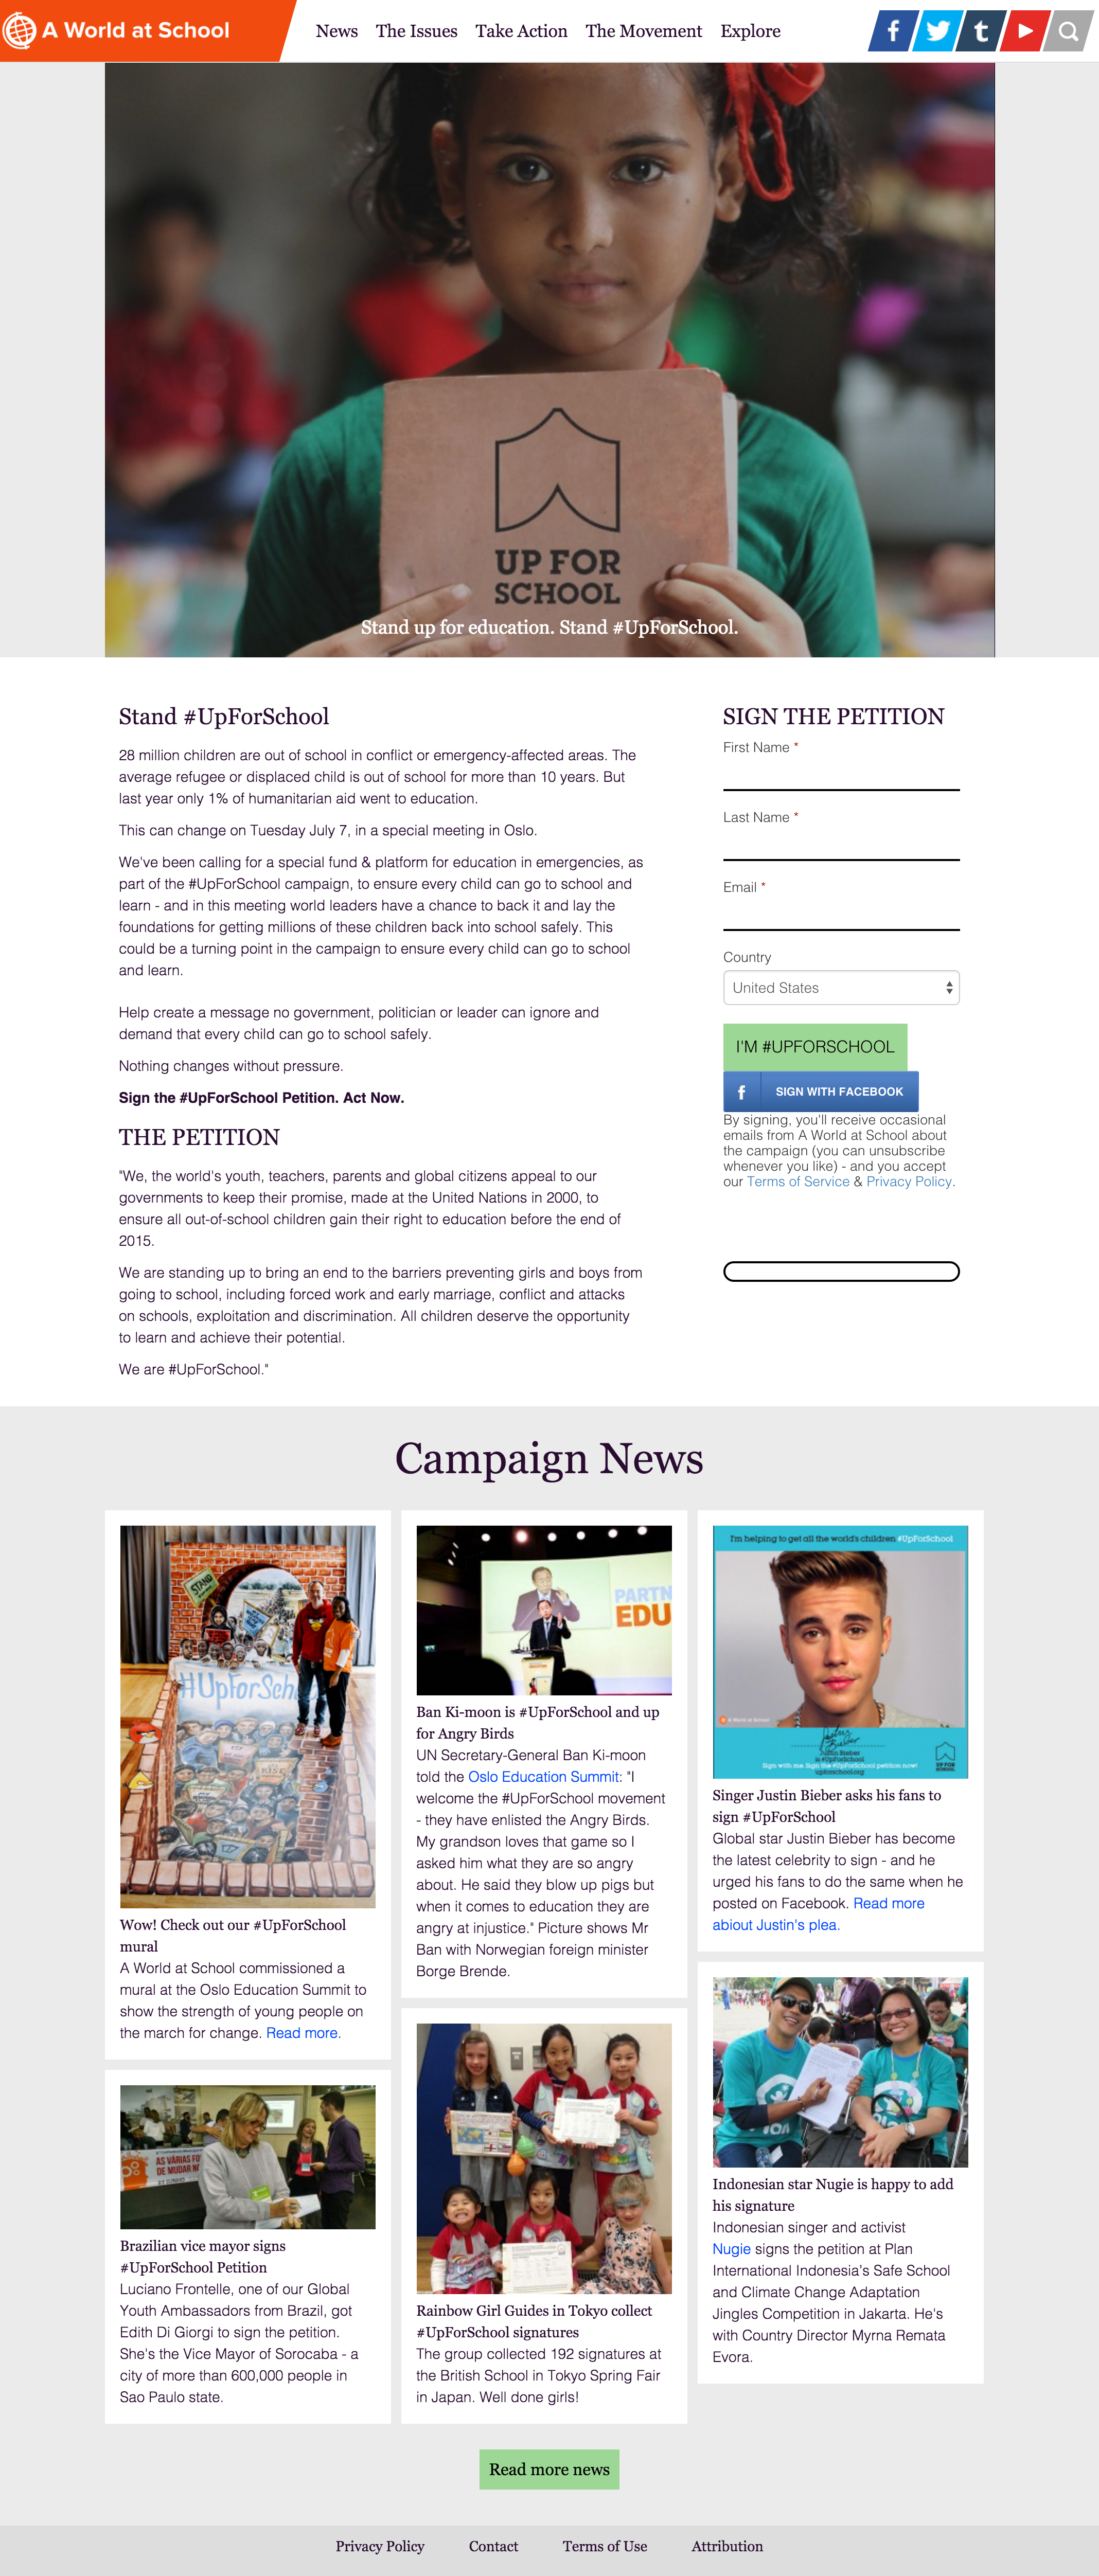 A World at School
News The Issues Take Action The Movement Explore
UP FOR
SCHOOL
Stand up for education. Stand #UpForSchool.
Stand #UpForSchool
28 million children are out of school in conflict or emergency-affected areas. The
average refugee or displaced child is out of school for more than 10 years. But
last year only 1% of humanitarian aid went to education.
This can change on Tuesday July 7, in a special meeting in Oslo.
We've been calling for a special fund & platform for education in emergencies, as
part of the #UpForSchool campaign, to ensure every child can go to school and
learn - and in this meeting world leaders have a chance to back it and lay the
foundations for getting millions of these children back into school safely. This
could be a turning point in the campaign to ensure every child can go to school
and learn.
Help create a message no government, politician or leader can ignore and
demand that every child can go to school safely.
Nothing changes without pressure.
Sign the #UpForSchool Petition. Act Now.
THE PETITION
"We, the world's youth, teachers, parents and global citizens appeal to our
governments to keep their promise, made at the United Nations in 2000, to
ensure all out-of-school children gain their right to education before the end of
2015.
We are standing up to bring an end to the barriers preventing girls and boys from
going to school, including forced work and early marriage, conflict and attacks
on schools, exploitation and discrimination. All children deserve the opportunity
to learn and achieve their potential.
We are #UpForSchool."
SIGN THE PETITION
First Name *
Last Name *
Email *
Country
United States
I'M #UPFORSCHOOL
f SIGN WITH FACEBOOK
By signing, you'll receive occasional
emails from A World at School about
the campaign (you can unsubscribe
whenever you like) - and you accept
our Terms of Service & Privacy Policy.
Campaign News
STAND
#UpForSch
Wow! Check out our #UpForSchool
mural
A World at School commissioned a
mural at the Oslo Education Summit to
show the strength of young people on
the march for change. Read more.
AS VÁRIAS FO
DE MUDAR
Brazilian vice mayor signs
#UpForSchool Petition
Luciano Frontelle, one of our Global
Youth Ambassadors from Brazil, got
Edith Di Giorgi to sign the petition.
She's the Vice Mayor of Sorocaba - a
city of more than 600,000 people in
Sao Paulo state.
PARTN
EDU
Ban Ki-moon is #UpForSchool and up
for Angry Birds
UN Secretary-General Ban Ki-moon
told the Oslo Education Summit: "I
welcome the #UpForSchool movement
- they have enlisted the Angry Birds.
My grandson loves that game so I
asked him what they are so angry
about. He said they blow up pigs but
when it comes to education they are
angry at injustice." Picture shows Mr
Ban with Norwegian foreign minister
Borge Brende.
Rainbow Girl Guides in Tokyo collect
#UpForSchool signatures
The group collected 192 signatures at
the British School in Tokyo Spring Fair
in Japan. Well done girls!
I'm helping to get all the world's children #UpForSchool
A World at School
Justin Bieber
is #UpForSchool
Sign with me. Sign the #UpForSchool petition now!
upforschool.org
UP FOR
SCHOOL
Singer Justin Bieber asks his fans to
sign #UpForSchool
Global star Justin Bieber has become
the latest celebrity to sign - and he
urged his fans to do the same when he
posted on Facebook. Read more
abiout Justin's plea.
Indonesian star Nugie is happy to add
his signature
Indonesian singer and activist
Nugie signs the petition at Plan
International Indonesia's Safe School
and Climate Change Adaptation
Jingles Competition in Jakarta. He's
with Country Director Myrna Remata
Evora.
Read more news
Privacy Policy Contact Terms of Use Attribution